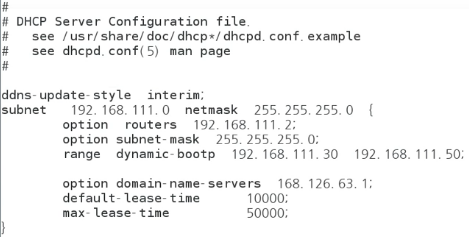 #
# DHCP Server Configuration file.
#   see /usr/share/doc/dhcp*/dhcpd.conf.example
#   see dhcpd.conf(5) man page
#

ddns-update-style interim;
subnet 192.168.111.0 netmask 255.255.255.0 {
        option routers 192.168.111.2;
        option subnet-mask 255.255.255.0;
        range dynamic-bootp 192.168.111.30 192.168.111.50;

        option domain-name-servers 168.126.63.1;
        default-lease-time 10000;
        max-lease-time 50000;
}